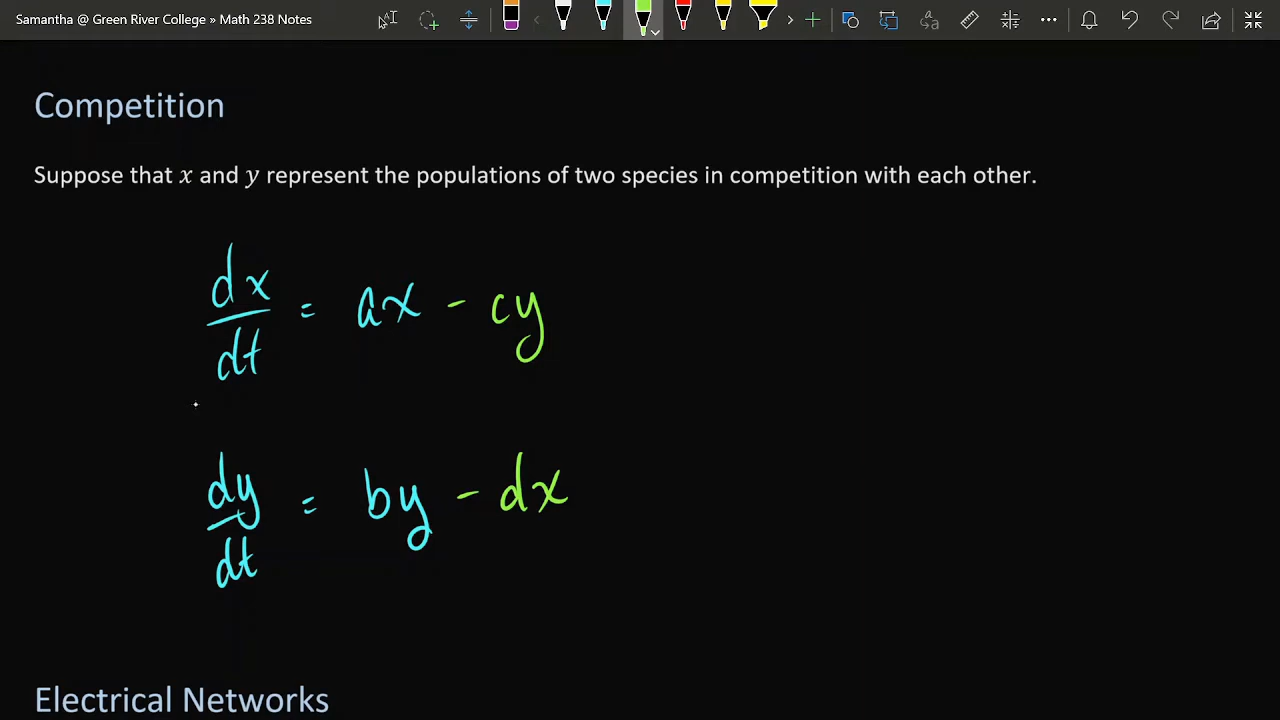 Samantha @ Green River College » Math 238 Notes
Competition
Suppose that x and y represent the populations of two species in competition with each other.
dx/dt = ax - cy
dy/dt = by - dx
Electrical Networks